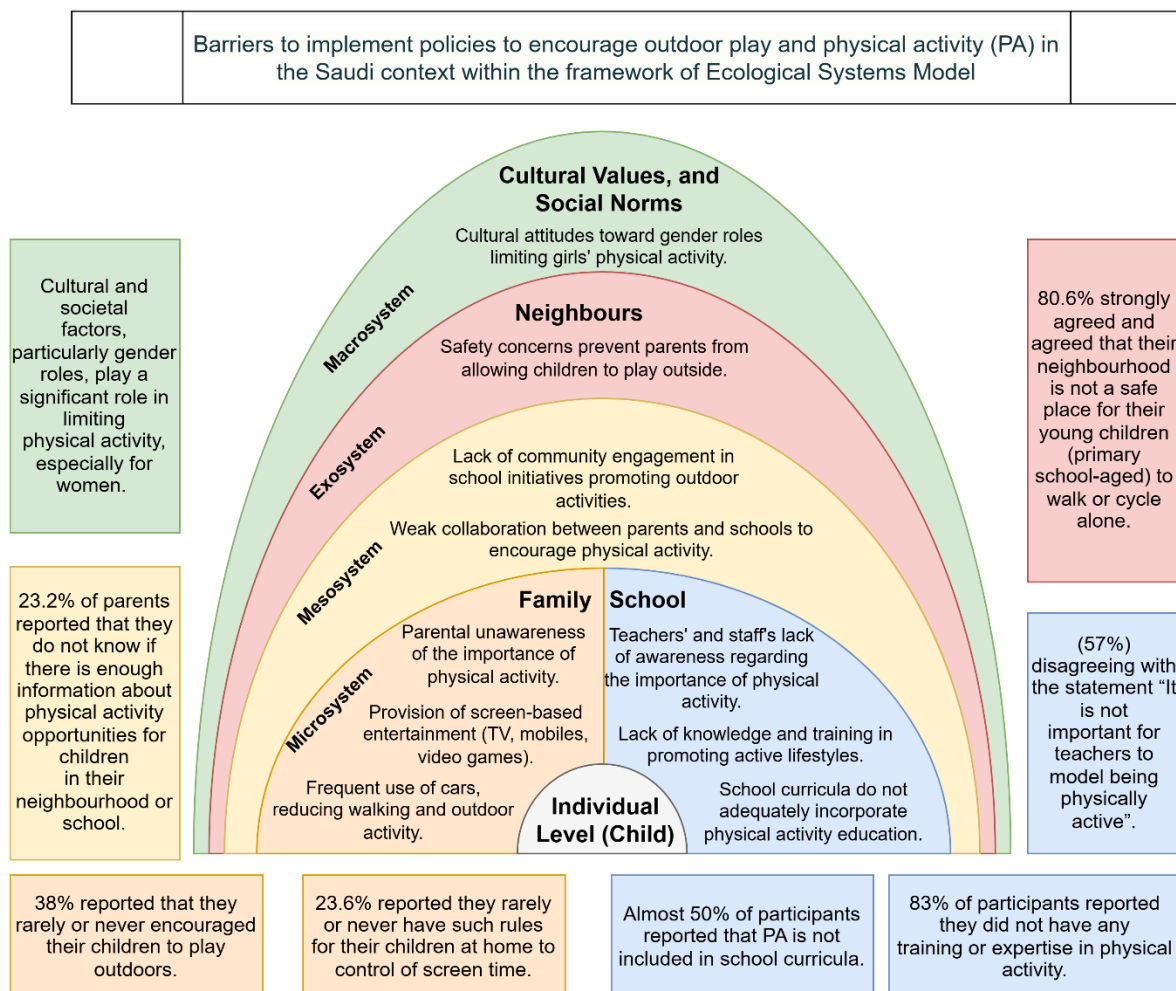 Barriers to implement policies to encourage outdoor play and physical activity (PA) in
the Saudi context within the framework of Ecological Systems Model
Cultural Values, and
Social Norms
Cultural attitudes toward gender roles
limiting girls' physical activity.
Macrosystem
Neighbours
Safety concerns prevent parents from
allowing children to play outside.
Exosystem
Lack of community engagement in
school initiatives promoting outdoor
activities.
Weak collaboration between parents and schools to
encourage physical activity.
Mesosystem
Family
Parental unawareness
of the importance of
physical activity.
Provision of screen-based
entertainment (TV, mobiles,
video games).
Frequent use of cars,
reducing walking and outdoor
activity.
Microsystem
School
Teachers' and staff's lack
of awareness regarding
the importance of physical
activity.
Lack of knowledge and training in
promoting active lifestyles.
School curricula do not
adequately incorporate
physical activity education.
Individual
Level (Child)
Cultural and
societal
factors,
particularly gender
roles, play a
significant role in
limiting
physical activity,
especially for
women.
23.2% of parents
reported that they
do not know if
there is enough
information about
physical activity
opportunities for
children
in their
neighbourhood or
school.
80.6% strongly
agreed and
agreed that their
neighbourhood
is not a safe
place for their
young children
(primary
school-aged) to
walk or cycle
alone.
(57%)
disagreeing with
the statement “It
is not
important for
teachers to
model being
physically
active”.
38% reported that they
rarely or never encouraged
their children to play
outdoors.
23.6% reported they rarely
or never have such rules
for their children at home to
control of screen time.
Almost 50% of participants
reported that PA is not
included in school curricula.
83% of participants reported
they did not have any
training or expertise in physical
activity.